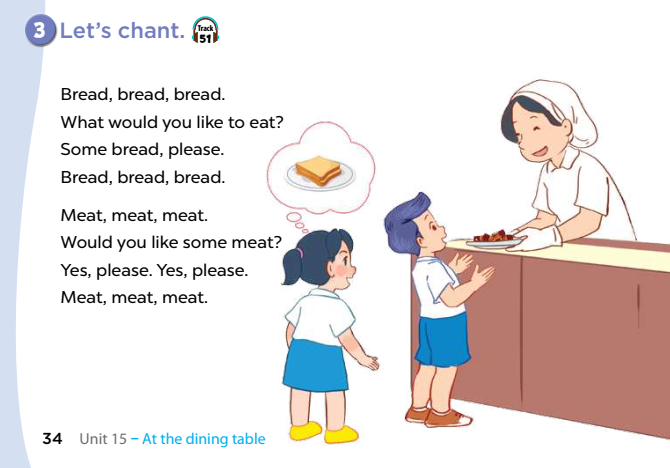 3 Let's chant. Track 51
Bread, bread, bread.
What would you like to eat?
Some bread, please.
Bread, bread, bread.
Meat, meat, meat.
Would you like some meat?
Yes, please. Yes, please.
Meat, meat, meat.
34 Unit 15 – At the dining table